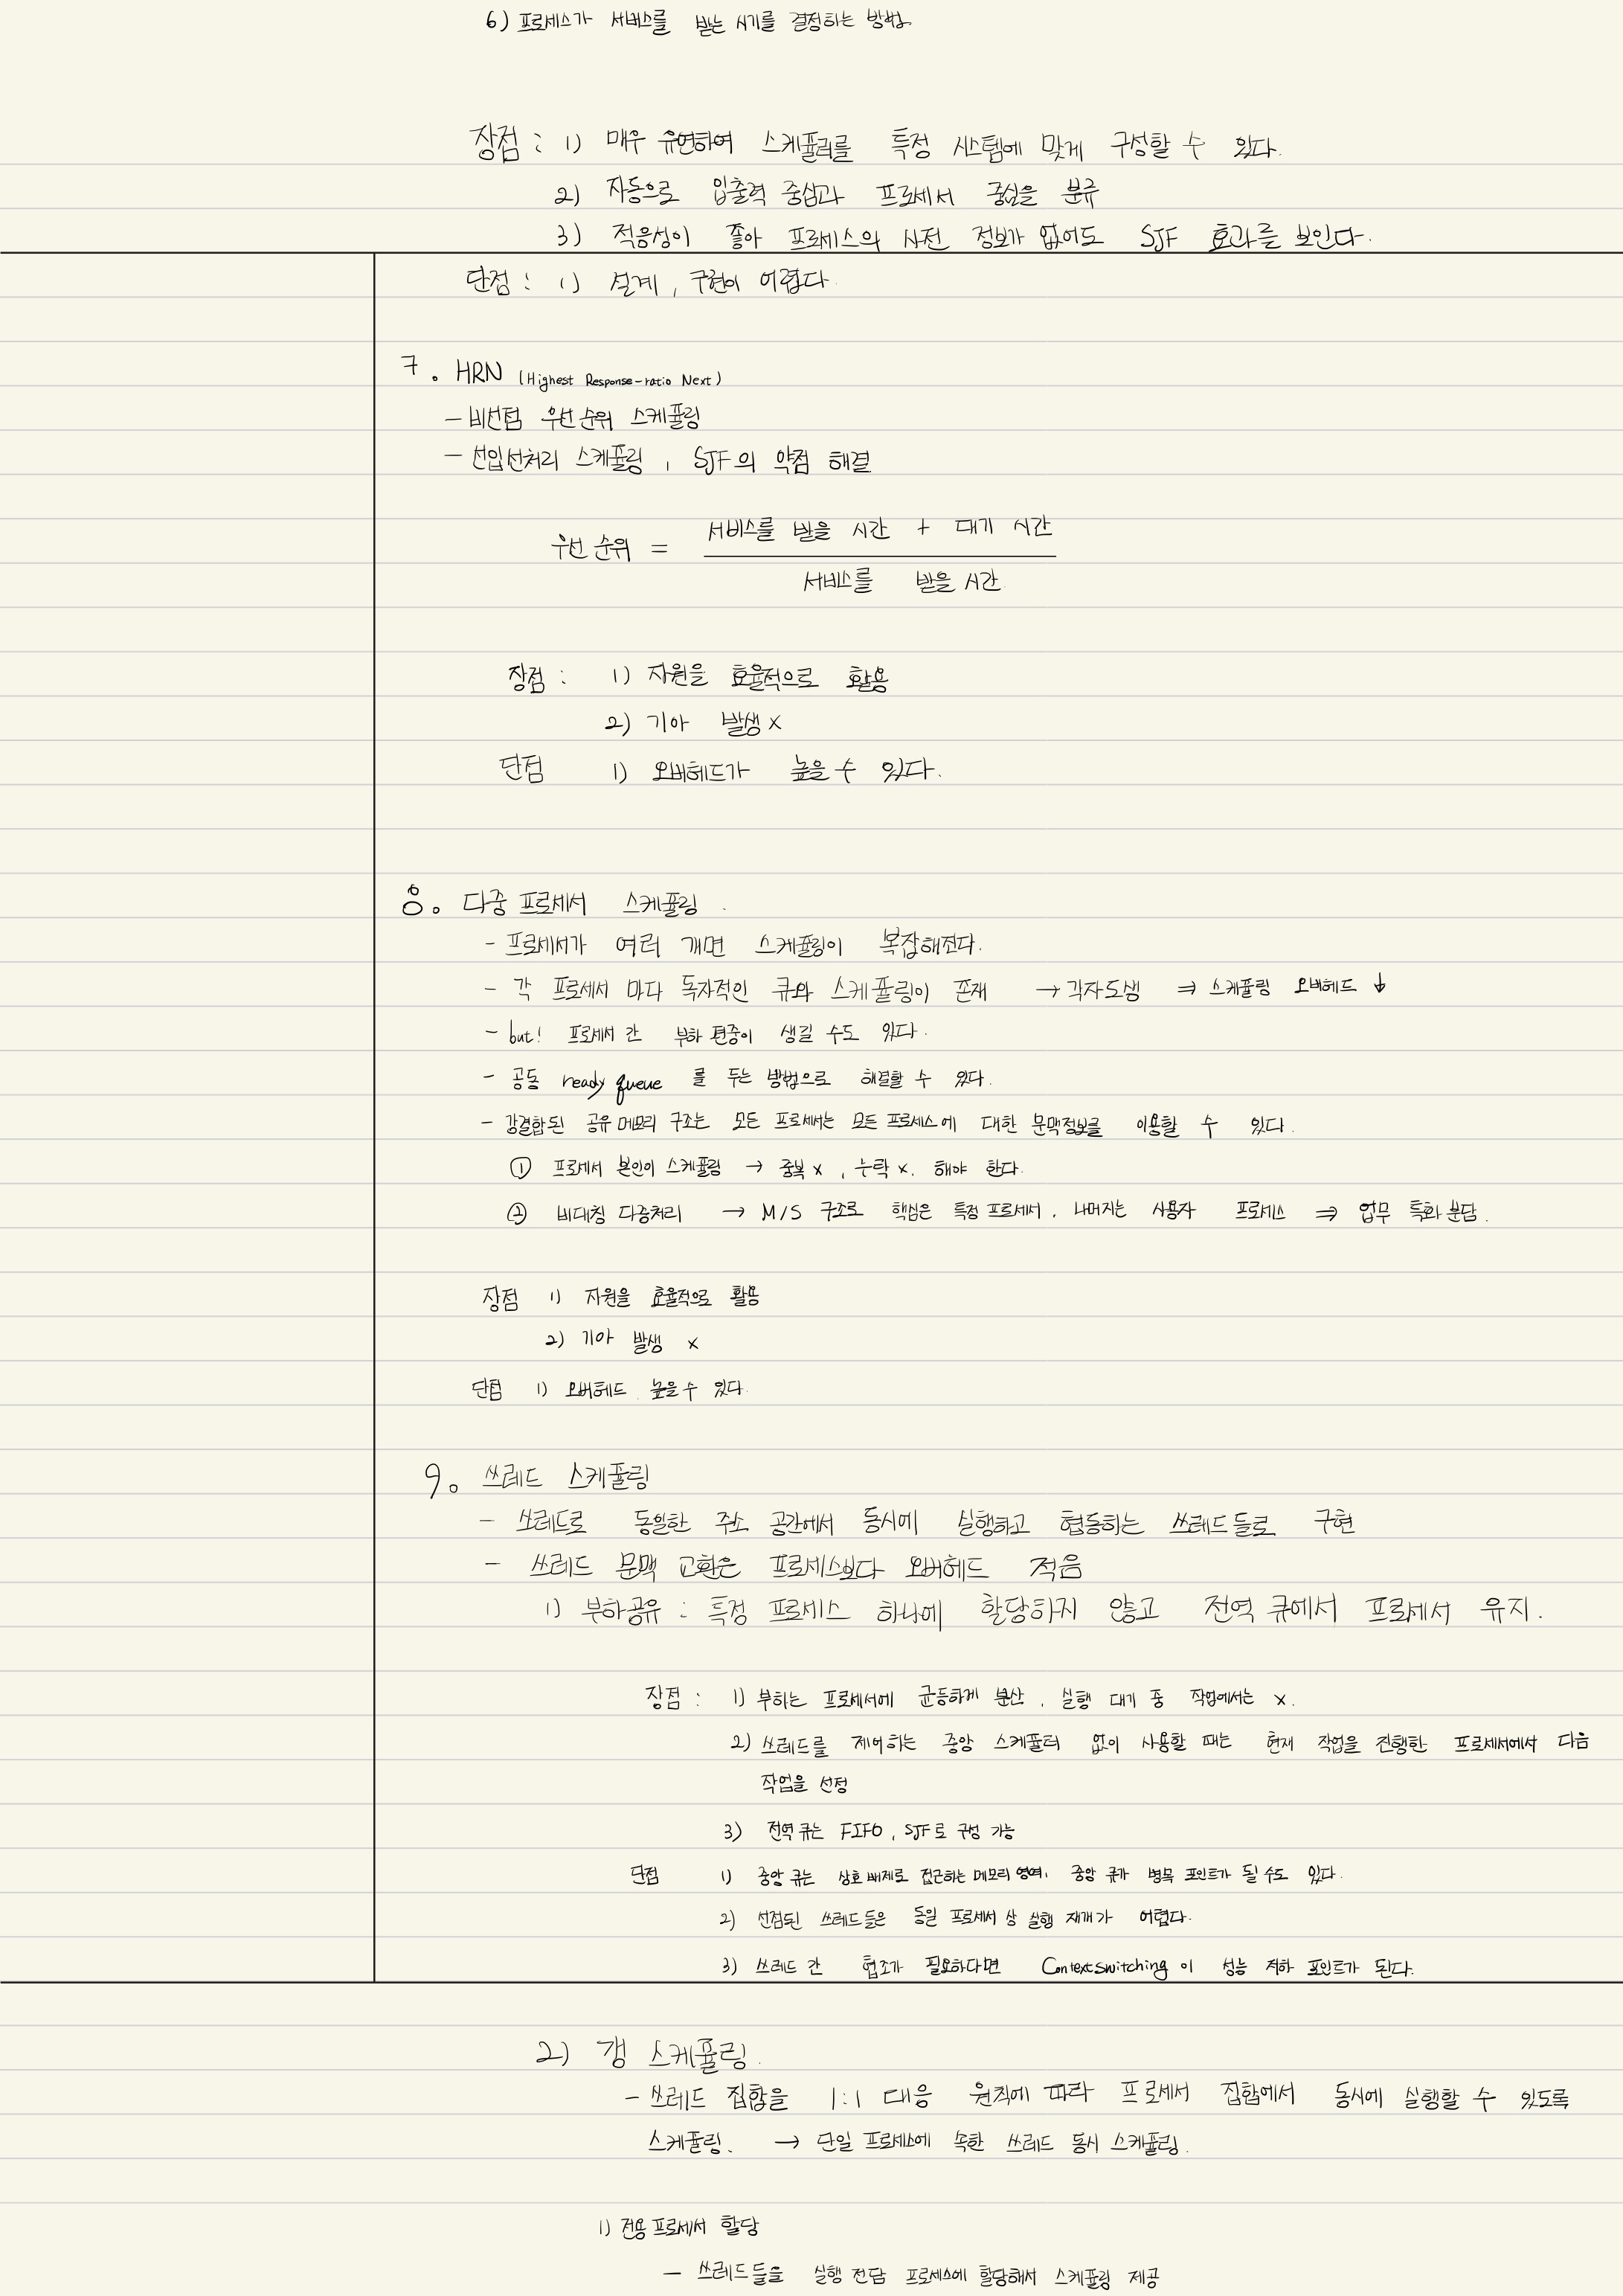 6) 프로세스가 서비스를 받는 시기를 결정하는 방법.
장점 : 1) 매우 유연하여 스케쥴러를 특정 시스템에 맞게 구성할 수 있다.
2) 자동으로 입출력 중심과 프로세서 중심을 분류
3) 적응성이 좋아 프로세스의 사전 정보가 없어도 SJF 효과를 보인다.
단점 : 1) 설계, 구현이 어렵다.
7. HRN (Highest Response-ratio Next)
- 비선점 우선 순위 스케쥴링
- 선입선처리 스케쥴링, SJF의 약점 해결
서비스를 받을 시간 + 대기 시간
우선 순위 =
서비스를 받을 시간.
장점 : 1) 자원을 효율적으로 활용
2) 기아 발생 x
단점 1) 오버헤드가 높을 수 있다.
8. 다중 프로세서 스케쥴링.
- 프로세서가 여러 개면 스케쥴링이 복잡해진다.
- 각 프로세서 마다 독자적인 큐와 스케쥴링이 존재 → 각자도생 ⇒ 스케쥴링 오버헤드 ↓
- but! 프로세서 간 부하 편중이 생길 수도 있다.
- 공동 ready queue 를 두는 방법으로 해결할 수 있다.
- 강결합된 공유 메모리 구조는 모든 프로세서는 모든 프로세스에 대한 문맥정보를 이용할 수 있다.
① 프로세서 본인이 스케쥴링 → 중복 x, 누락 x. 해야 한다.
② 비대칭 다중처리 → M/S 구조로 핵심은 특정 프로세서, 나머지는 사용자 프로세스 ⇒ 업무 특화 분담.
장점 1) 자원을 효율적으로 활용
2) 기아 발생 x
단점 1) 오버헤드 높을 수 있다.
9. 쓰레드 스케쥴링
- 쓰레드로 동일한 주소 공간에서 동시에 실행하고 협동하는 쓰레드들로 구현
- 쓰레드 문맥 교환은 프로세스보다 오버헤드 적음
1) 부하공유 : 특정 프로세스 하나에 할당하지 않고 전역 큐에서 프로세서 유지.
장점 : 1) 부하는 프로세서에 균등하게 분산, 실행 대기 중 작업에서는 x.
2) 쓰레드를 제어하는 중앙 스케쥴러 없이 사용할 때는 현재 작업을 진행한 프로세서에서 다음
작업을 선정
3) 전역 큐는 FIFO, SJF로 구성 가능
단점 1) 중앙 큐는 상호 배제로 접근하는 메모리 영역, 중앙 큐가 병목 포인트가 될 수도 있다.
2) 선점된 쓰레드들은 동일 프로세서 상 실행 재개가 어렵다.
3) 쓰레드 간 협조가 필요하다면 Context switching 이 성능 저하 포인트가 된다.
2) 갱 스케쥴링.
- 쓰레드 집합을 1:1 대응 원칙에 따라 프로세서 집합에서 동시에 실행할 수 있도록
스케쥴링. → 단일 프로세스에 속한 쓰레드 동시 스케쥴링.
1) 전용 프로세서 할당
- 쓰레드들을 실행 전담 프로세스에 할당해서 스케쥴링 제공